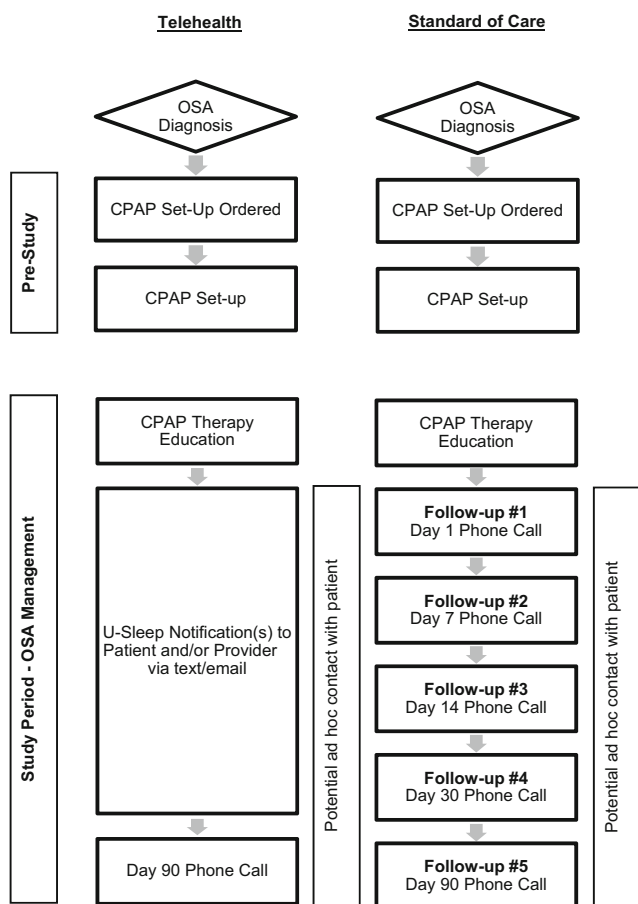 Telehealth
OSA
Diagnosis
CPAP Set-Up Ordered
CPAP Set-up
Pre-Study
CPAP Therapy
Education
U-Sleep Notification(s) to
Patient and/or Provider
via text/email
Day 90 Phone Call
Study Period - OSA Management
Potential ad hoc contact with patient
Standard of Care
OSA
Diagnosis
CPAP Set-Up Ordered
CPAP Set-up
CPAP Therapy
Education
Follow-up #1
Day 1 Phone Call
Follow-up #2
Day 7 Phone Call
Follow-up #3
Day 14 Phone Call
Follow-up #4
Day 30 Phone Call
Follow-up #5
Day 90 Phone Call
Potential ad hoc contact with patient